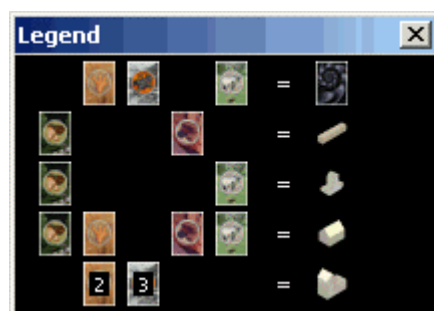 Legend
=
=
=
=
2 3 =